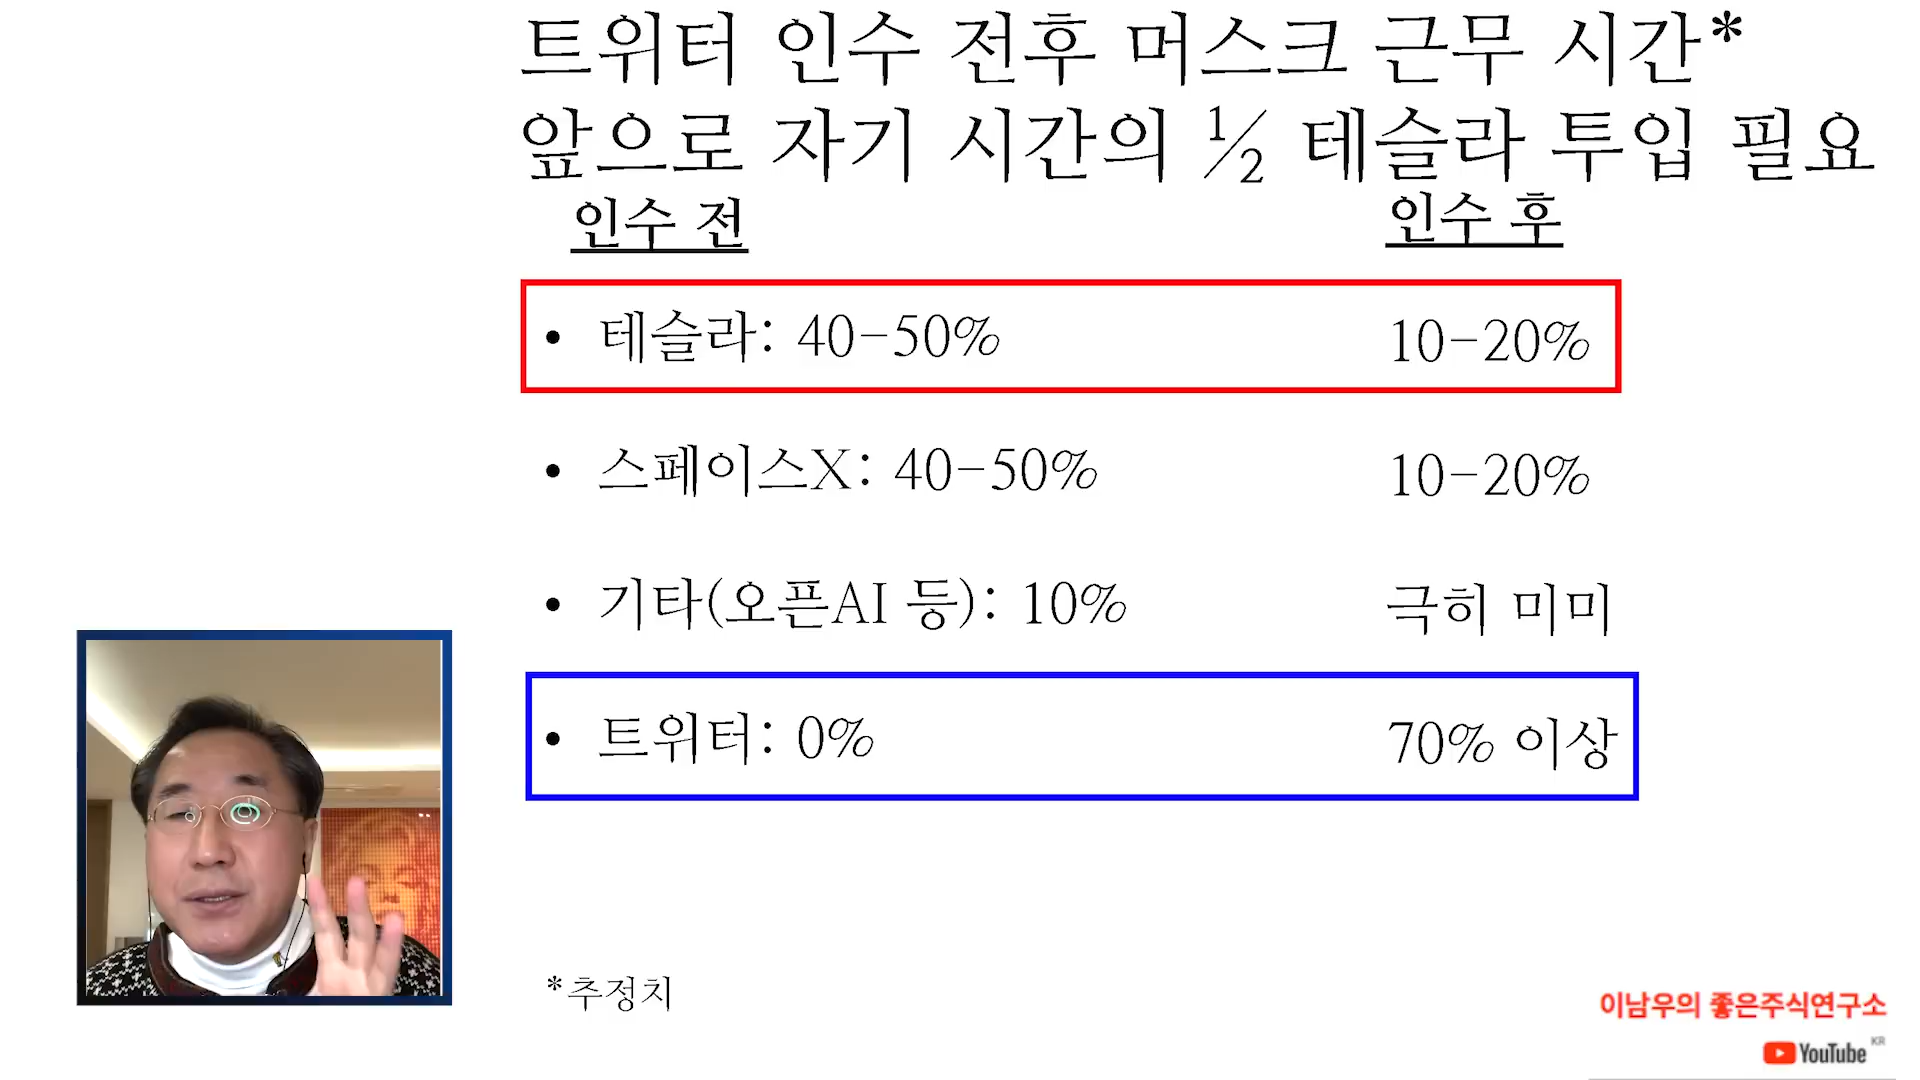 트위터 인수 전후 머스크 근무 시간*
앞으로 자기 시간의 ½ 테슬라 투입 필요
인수 전 인수 후
• 테슬라: 40-50% 10-20%
• 스페이스X: 40-50% 10-20%
• 기타(오픈AI 등): 10% 극히 미미
• 트위터: 0% 70% 이상
*추정치
이남우의 좋은주식연구소
YouTube KR